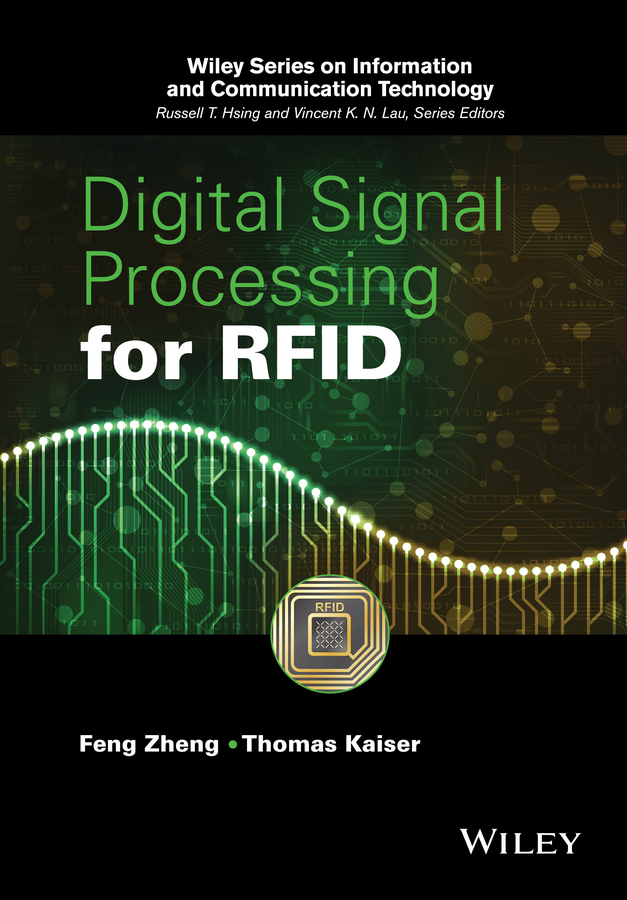 Wiley Series on Information
and Communication Technology
Russell T. Hsing and Vincent K. N. Lau, Series Editors
Digital Signal
Processing
for RFID
RFID
Feng Zheng • Thomas Kaiser
WILEY